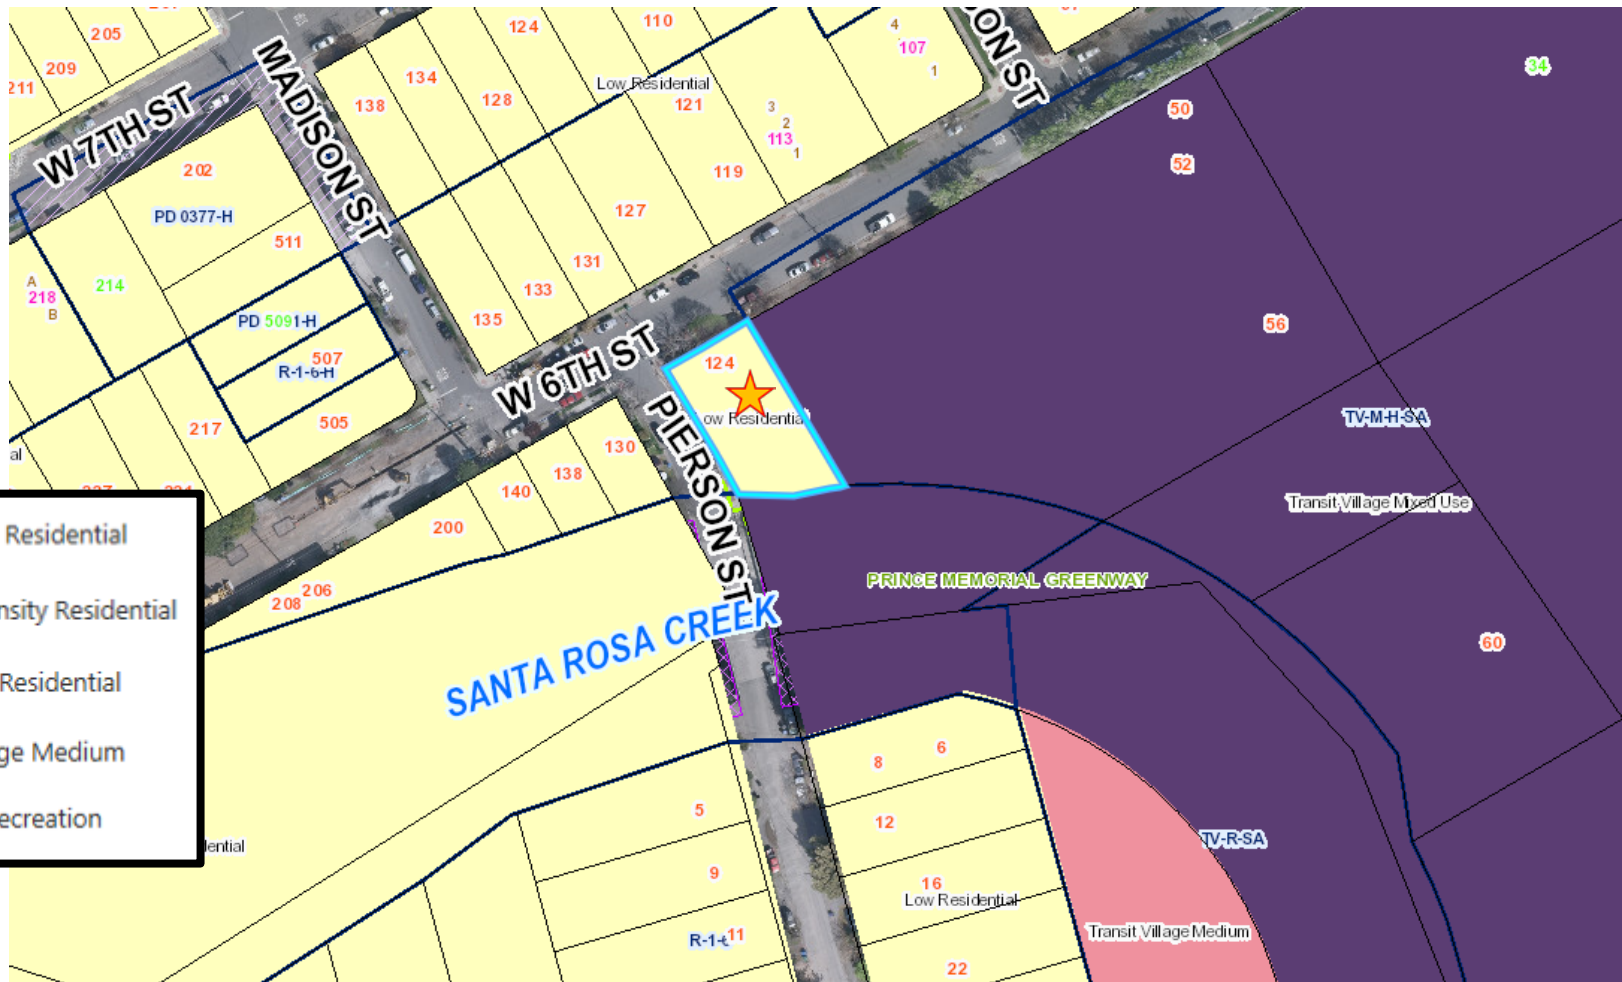 205
209
211
W 7TH ST
MADISON ST
124
110
134
138
128
Low Residential
121
4
107
1
3
2
113
1
119
127
131
133
135
ON ST
50
52
34
56
TV-M-H-SA
Transit Village Mixed Use
60
202
PD 0377-H
511
A
218
B
214
PD 5091-H
507
R-1-6-H
505
217
al
W 6TH ST
124
Low Residential
PIERSON ST
130
138
140
200
206
208
SANTA ROSA CREEK
PRINCE MEMORIAL GREENWAY
Residential
nsity Residential
Residential
ge Medium
ecreation
dential
8
6
5
12
9
16
Low Residential
R-1-6
11
22
TV-R-SA
Transit Village Medium